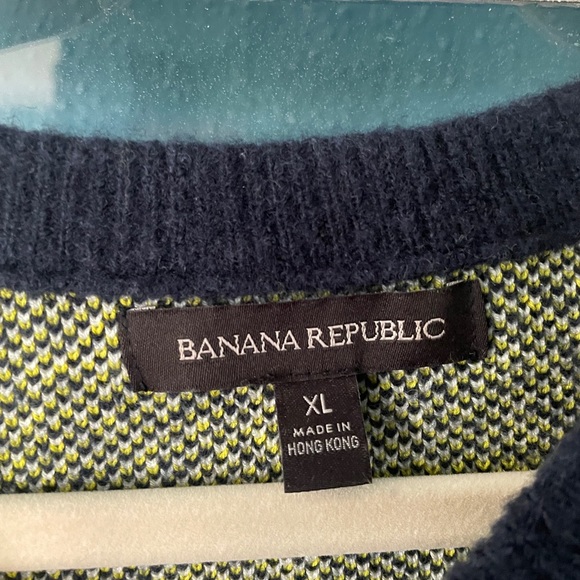 BANANA REPUBLIC
XL
MADE IN
HONG KONG